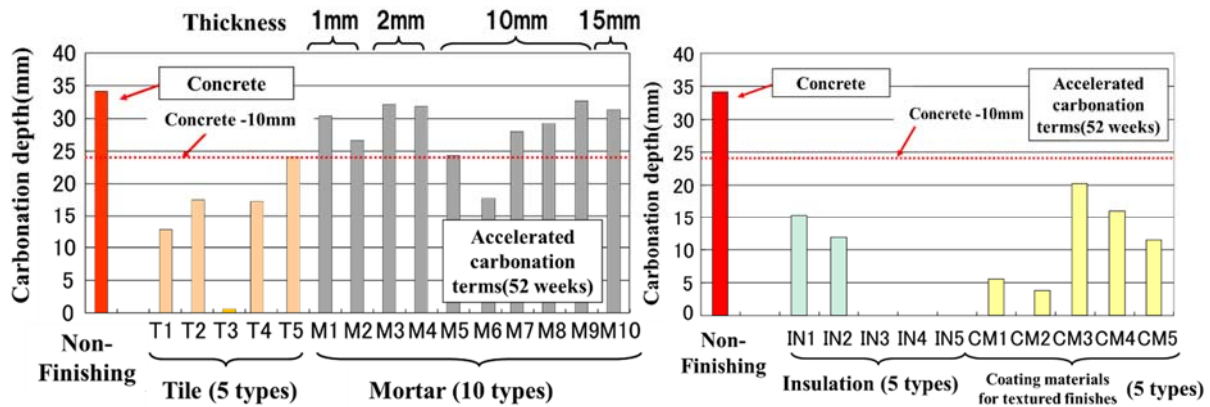 Thickness 1mm 2mm 10mm 15mm
Carbonation depth(mm)
40
35
30
25
20
15
10
5
0
Concrete
Concrete -10mm
Accelerated
carbonation
terms(52 weeks)
T1 T2 T3 T4 T5 M1 M2 M3 M4 M5 M6 M7 M8 M9 M10
Non-
Finishing
Tile (5 types)
Mortar (10 types)
Carbonation depth(mm)
40
35
30
25
20
15
10
5
0
Concrete
Accelerated
carbonation
terms(52 weeks)
Concrete -10mm
IN1 IN2 IN3 IN4 IN5 CM1 CM2 CM3 CM4 CM5
Non-
Finishing
Insulation (5 types)
Coating materials
for textured finishes (5 types)